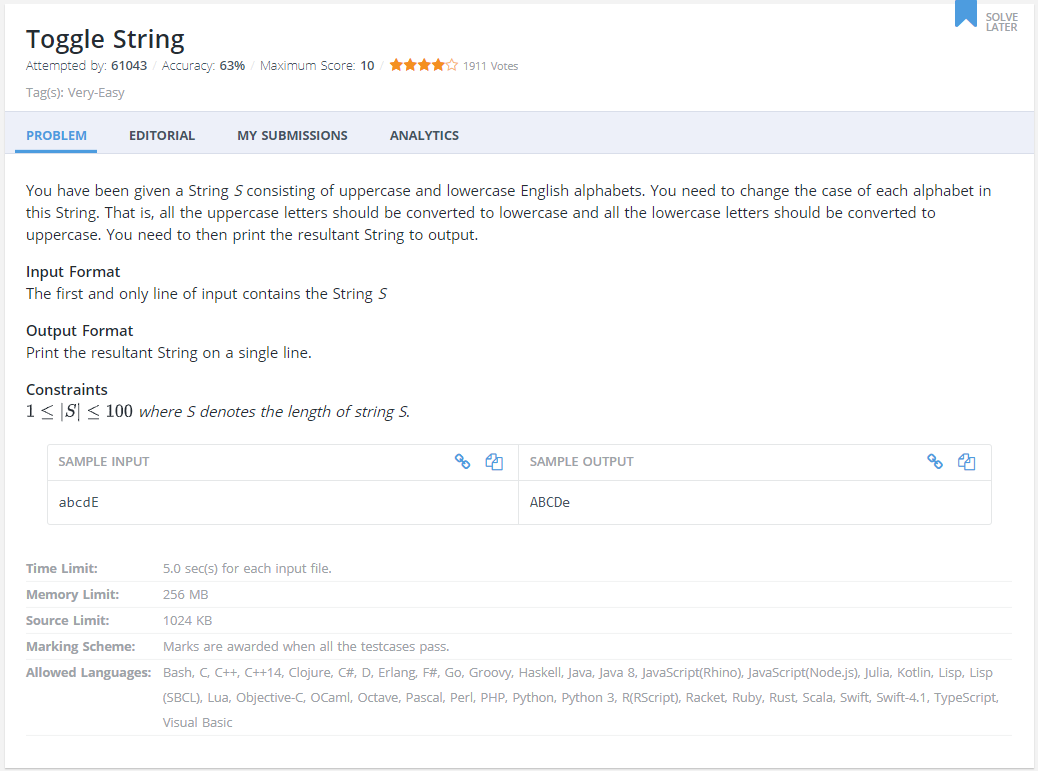 SOLVE
LATER
Toggle String
Attempted by: 61043 / Accuracy: 63% / Maximum Score: 10 / ★★★★☆ 1911 Votes
Tag(s): Very-Easy
PROBLEM EDITORIAL MY SUBMISSIONS ANALYTICS
You have been given a String S consisting of uppercase and lowercase English alphabets. You need to change the case of each alphabet in
this String. That is, all the uppercase letters should be converted to lowercase and all the lowercase letters should be converted to
uppercase. You need to then print the resultant String to output.
Input Format
The first and only line of input contains the String S
Output Format
Print the resultant String on a single line.
Constraints
1 ≤ |S| ≤ 100 where S denotes the length of string S.
SAMPLE INPUT SAMPLE OUTPUT
abcdE ABCDe
Time Limit: 5.0 sec(s) for each input file.
Memory Limit: 256 MB
Source Limit: 1024 KB
Marking Scheme: Marks are awarded when all the testcases pass.
Allowed Languages: Bash, C, C++, C++14, Clojure, C#, D, Erlang, F#, Go, Groovy, Haskell, Java, Java 8, JavaScript(Rhino), JavaScript(Node.js), Julia, Kotlin, Lisp, Lisp
(SBCL), Lua, Objective-C, OCaml, Octave, Pascal, Perl, PHP, Python, Python 3, R(RScript), Racket, Ruby, Rust, Scala, Swift, Swift-4.1, TypeScript,
Visual Basic